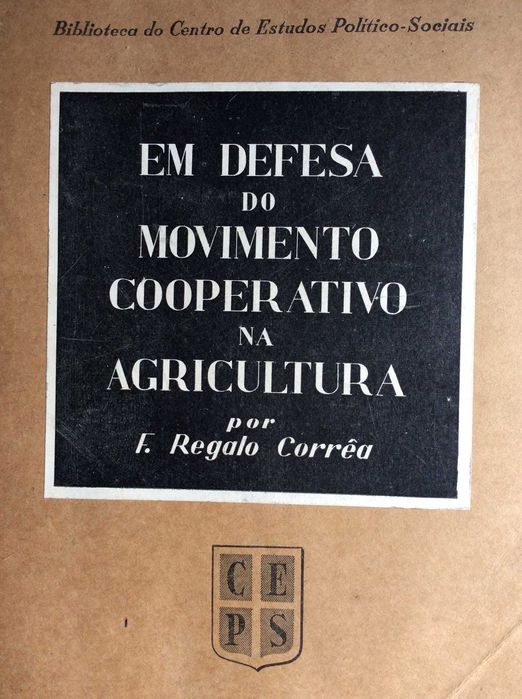 Biblioteca do Centro de Estudos Político-Sociais
EM DEFESA
DO
MOVIMENTO
COOPERATIVO
NA
AGRICULTURA
por
F. Regalo Corrêa
C E
P S